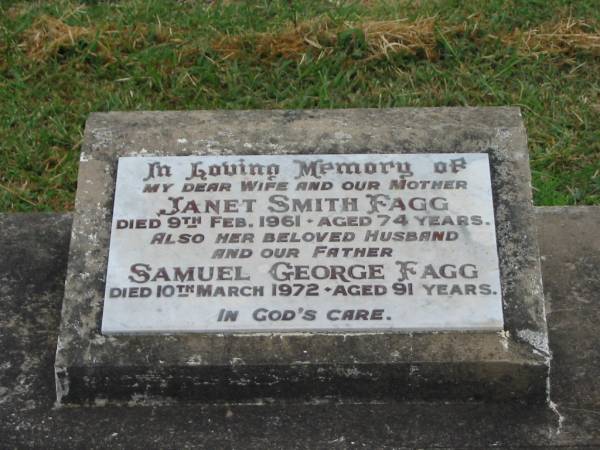 In Loving Memory of
my dear Wife and our Mother
Janet Smith Fagg
died 9th Feb. 1961 • aged 74 years.
Also her beloved Husband
and our Father
Samuel George Fagg
died 10th March 1972 • aged 91 years.
In God's care.